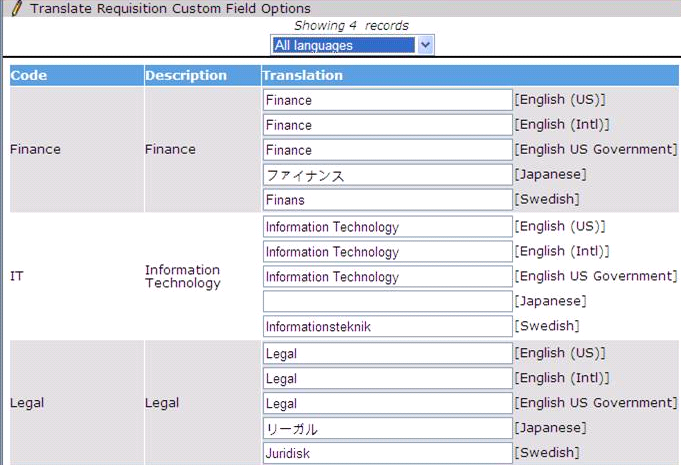 Translate Requisition Custom Field Options
Showing 4 records
All languages
Code Description Translation
Finance [English (US)]
Finance [English (Intl)]
Finance Finance Finance [English US Government]
ファイナンス [Japanese]
Finans [Swedish]
Information Technology [English (US)]
Information Technology [English (Intl)]
IT Information Technology Information Technology [English US Government]
[Japanese]
Informationsteknik [Swedish]
Legal [English (US)]
Legal [English (Intl)]
Legal Legal Legal [English US Government]
リーガル [Japanese]
Juridisk [Swedish]